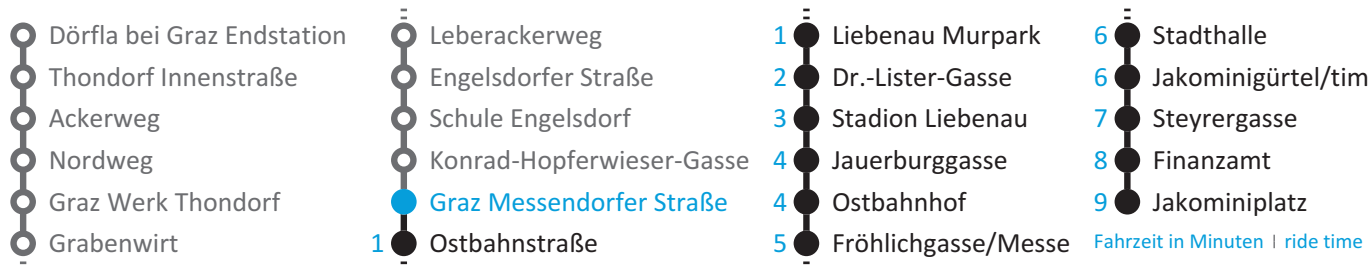 Dörfla bei Graz Endstation
Thondorf Innenstraße
Ackerweg
Nordweg
Graz Werk Thondorf
Grabenwirt
Leberackerweg
Engelsdorfer Straße
Schule Engelsdorf
Konrad-Hopferwieser-Gasse
Graz Messendorfer Straße
1 Ostbahnstraße
1 Liebenau Murpark
2 Dr.-Lister-Gasse
3 Stadion Liebenau
4 Jauerburggasse
4 Ostbahnhof
5 Fröhlichgasse/Messe
6 Stadthalle
6 Jakominigürtel/tim
7 Steyrergasse
8 Finanzamt
9 Jakominiplatz
Fahrzeit in Minuten | ride time